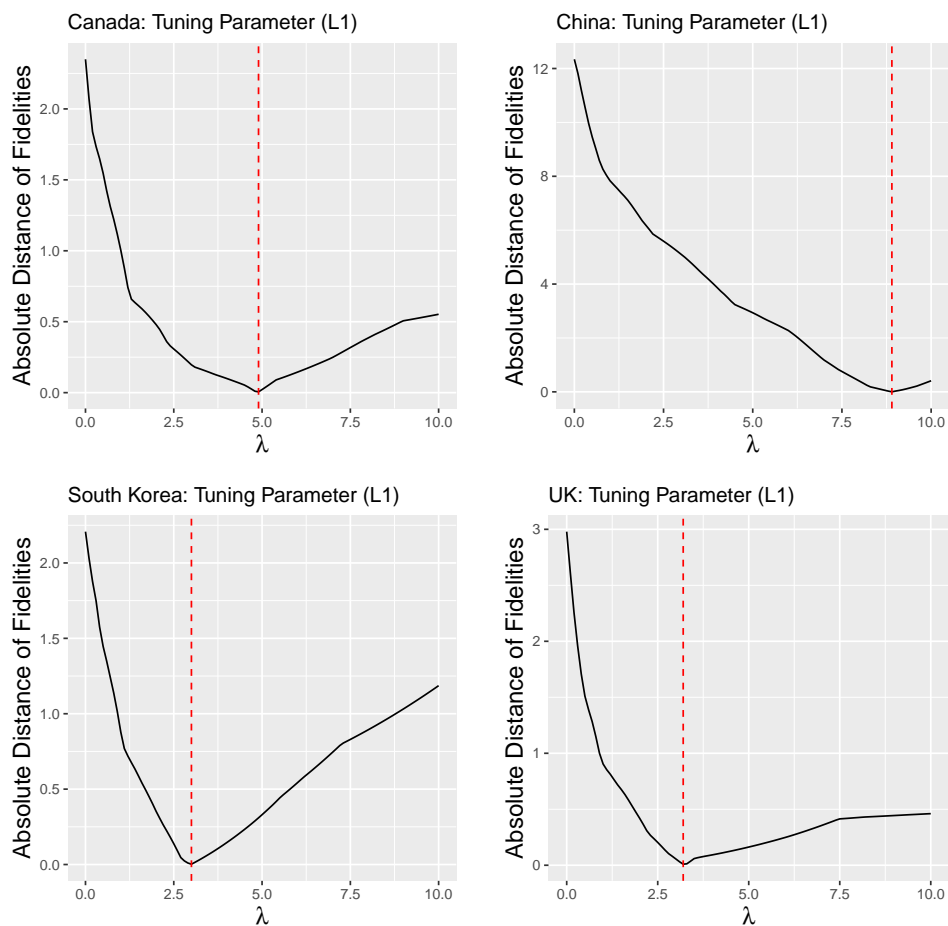 Canada: Tuning Parameter (L1)
Absolute Distance of Fidelities
2.0
1.5
1.0
0.5
0.0
0.0 2.5 5.0 7.5 10.0
λ
China: Tuning Parameter (L1)
Absolute Distance of Fidelities
12
8
4
0
0.0 2.5 5.0 7.5 10.0
λ
South Korea: Tuning Parameter (L1)
Absolute Distance of Fidelities
2.0
1.5
1.0
0.5
0.0
0.0 2.5 5.0 7.5 10.0
λ
UK: Tuning Parameter (L1)
Absolute Distance of Fidelities
3
2
1
0
0.0 2.5 5.0 7.5 10.0
λ